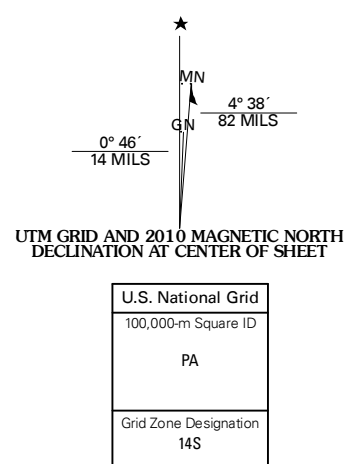 ★
MN
4° 38´
82 MILS
GN
0° 46´
14 MILS
UTM GRID AND 2010 MAGNETIC NORTH
DECLINATION AT CENTER OF SHEET
U.S. National Grid
100,000-m Square ID
PA
Grid Zone Designation
14S